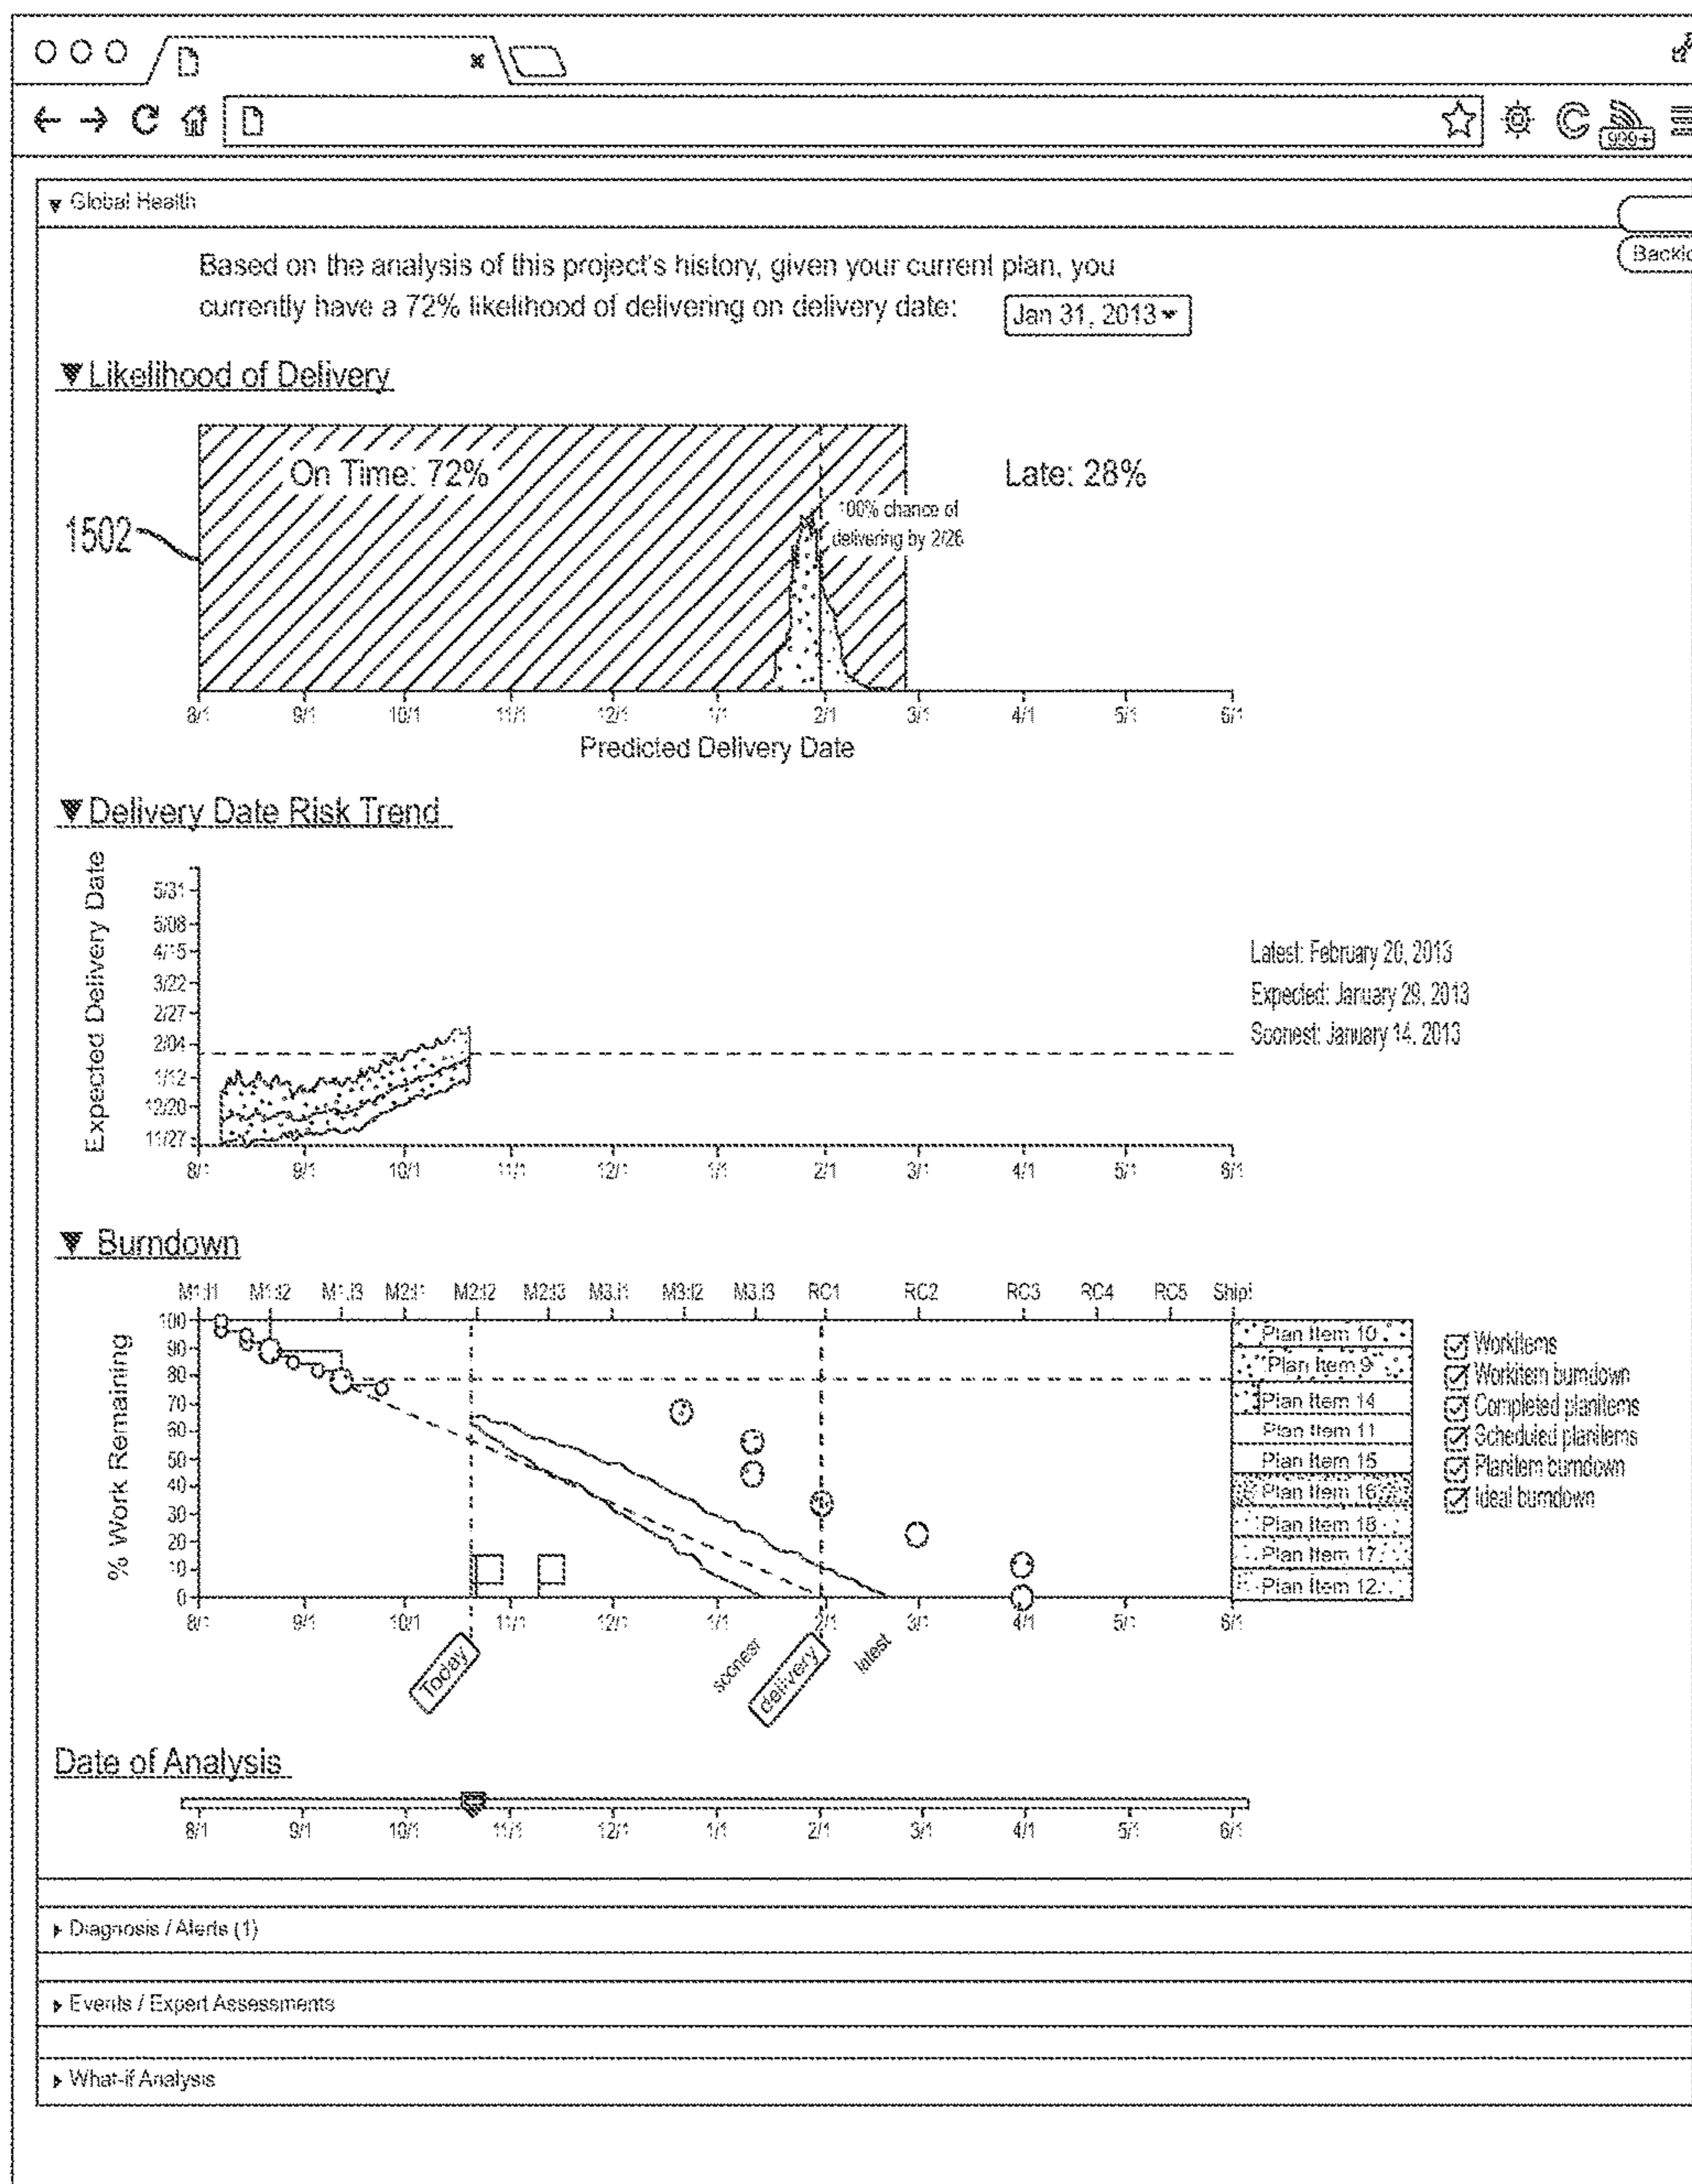 999+
Global Health
Based on the analysis of this project's history, given your current plan, you
currently have a 72% likelihood of delivering on delivery date:
Jan 31, 2013
Likelihood of Delivery
On Time: 72%
Late: 28%
100% chance of
delivering by 2/26
1502
8/1 9/1 10/1 11/1 12/1 1/1 2/1 3/1 4/1 5/1 6/1
Predicted Delivery Date
Delivery Date Risk Trend
Expected Delivery Date
5/31
5/08
4/15
3/22
2/27
2/04
1/12
12/20
11/27
8/1 9/1 10/1 11/1 12/1 1/1 2/1 3/1 4/1 5/1 6/1
Latest: February 20, 2013
Expected: January 29, 2013
Soonest: January 14, 2013
Burndown
M1:I1 M1:I2 M1:I3 M2:I1 M2:I2 M2:I3 M3:I1 M3:I2 M3:I3 RC1 RC2 RC3 RC4 RC5 Ship!
% Work Remaining
100
90
80
70
60
50
40
30
20
10
0
8/1 9/1 10/1 11/1 12/1 1/1 2/1 3/1 4/1 5/1 6/1
Today
soonest
delivery
latest
Plan Item 10
Plan Item 9
Plan Item 14
Plan Item 11
Plan Item 15
Plan Item 16
Plan Item 18
Plan Item 17
Plan Item 12
Workitems
Workitem burndown
Completed planitems
Scheduled planitems
Planitem burndown
Ideal burndown
Date of Analysis
8/1 9/1 10/1 11/1 12/1 1/1 2/1 3/1 4/1 5/1 6/1
Diagnosis / Alerts (1)
Events / Expert Assessments
What-if Analysis